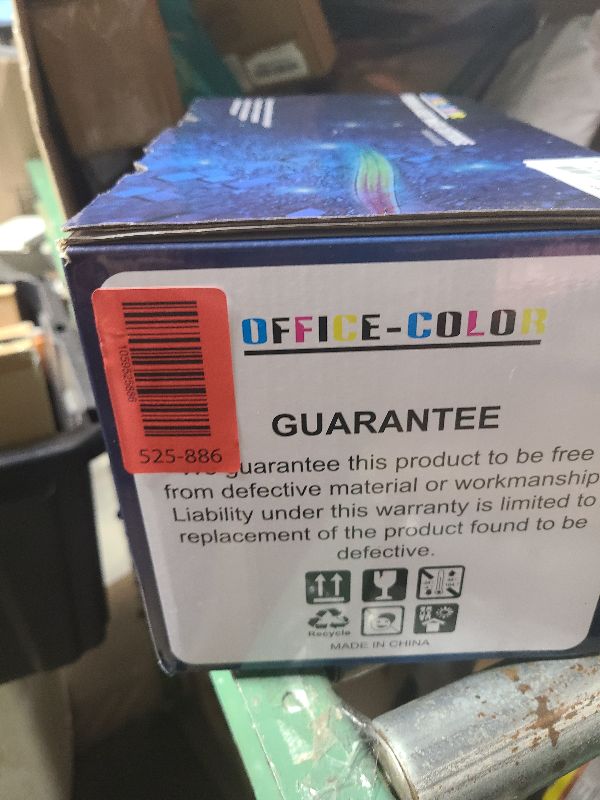 OFFICE-COLOR
525-886
GUARANTEE
guarantee this product to be free
from defective material or workmanship
Liability under this warranty is limited to
replacement of the product found to be
defective.
Recycle
MADE IN CHINA